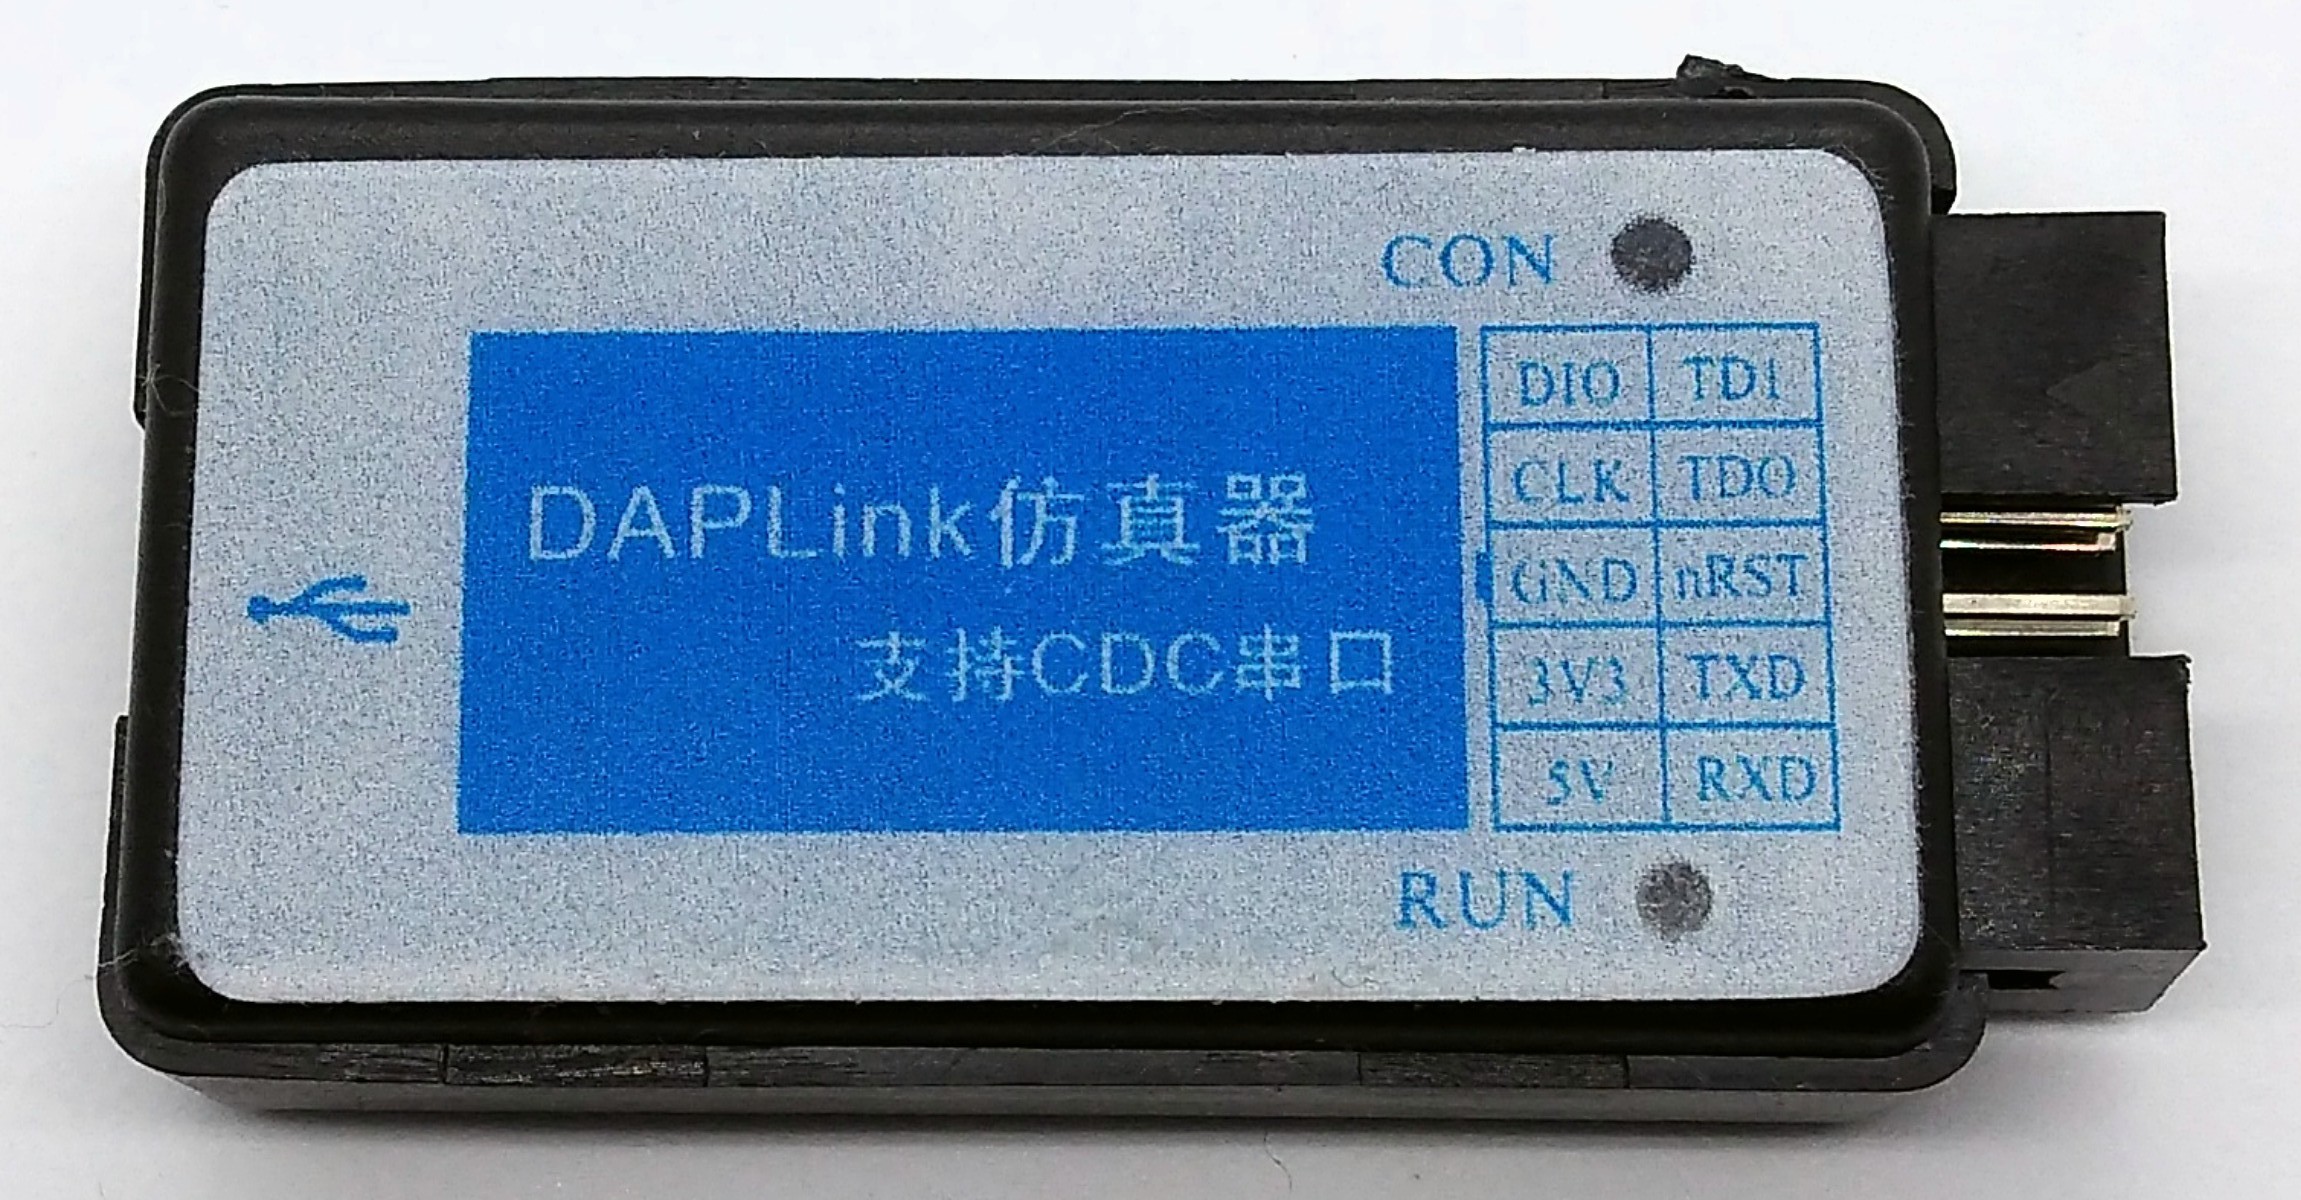 CON
DAPLink仿真器
支持CDC串口
DIO TDI
CLK TDO
GND nRST
3V3 TXD
5V RXD
RUN